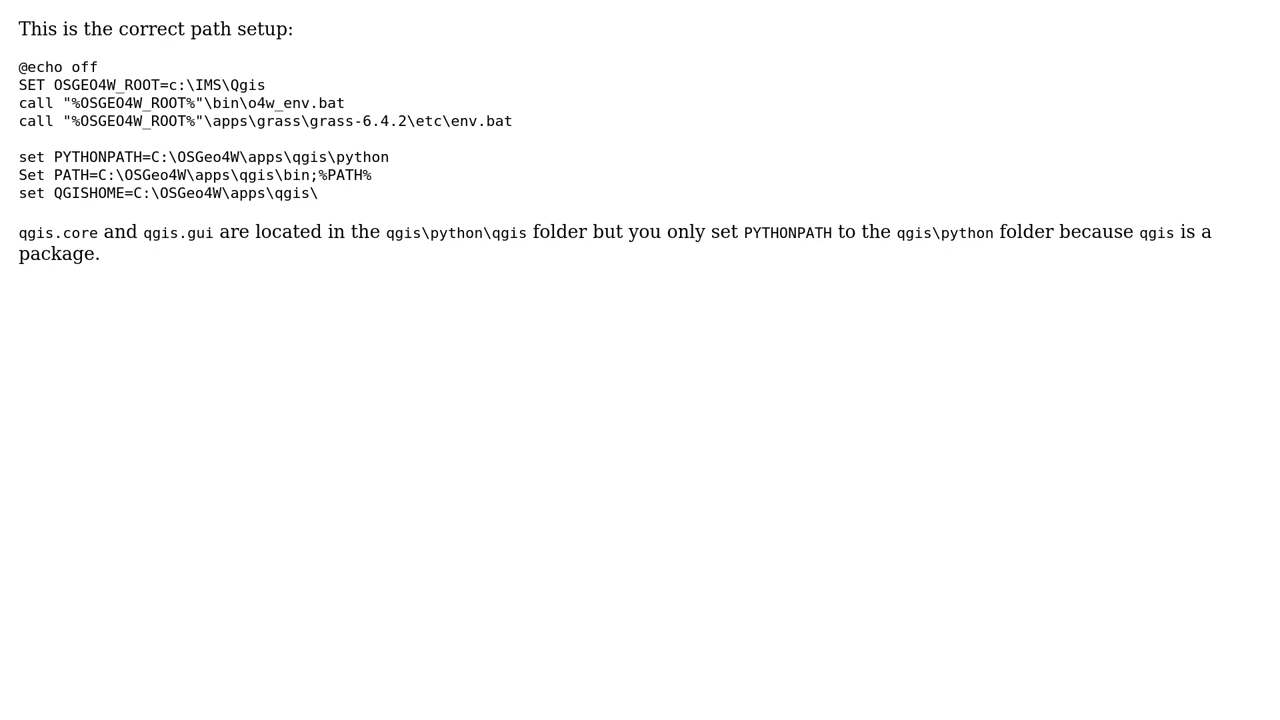 This is the correct path setup:
@echo off
SET OSGEO4W_ROOT=c:\IMS\Qgis
call "%OSGEO4W_ROOT%"\bin\o4w_env.bat
call "%OSGEO4W_ROOT%"\apps\grass\grass-6.4.2\etc\env.bat
set PYTHONPATH=C:\OSGeo4W\apps\qgis\python
Set PATH=C:\OSGeo4W\apps\qgis\bin;%PATH%
set QGISHOME=C:\OSGeo4W\apps\qgis\
qgis.core and qgis.gui are located in the qgis\python\qgis folder but you only set PYTHONPATH to the qgis\python folder because qgis is a
package.